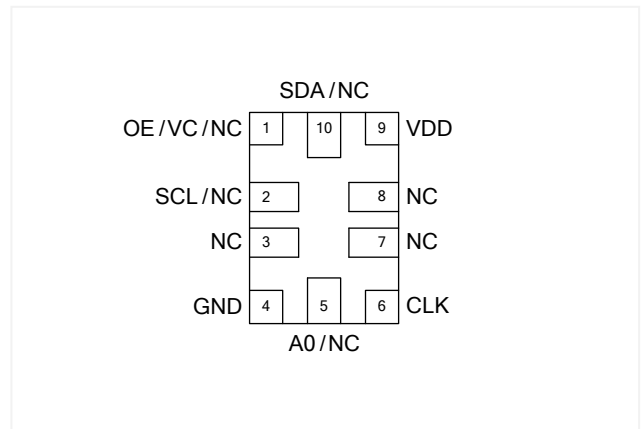 SDA/NC
OE/VC/NC 1 10 9 VDD
SCL/NC 2 8 NC
NC 3 7 NC
GND 4 5 6 CLK
A0/NC